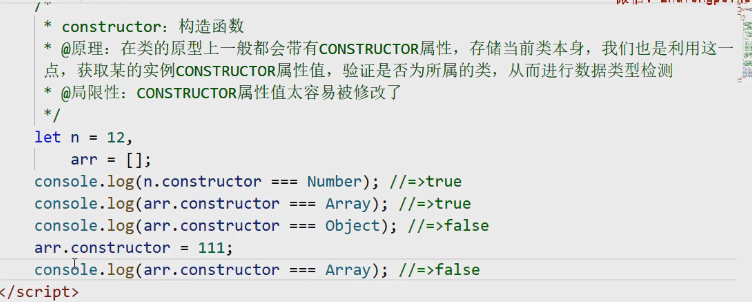 /*
* constructor：构造函数
* @原理：在类的原型上一般都会带有CONSTRUCTOR属性，存储当前类本身，我们也是利用这一
点，获取某的实例CONSTRUCTOR属性值，验证是否为所属的类，从而进行数据类型检测
* @局限性：CONSTRUCTOR属性值太容易被修改了
*/
let n = 12,
arr = [];
console.log(n.constructor === Number); //=>true
console.log(arr.constructor === Array); //=>true
console.log(arr.constructor === Object); //=>false
arr.constructor = 111;
console.log(arr.constructor === Array); //=>false
</script>